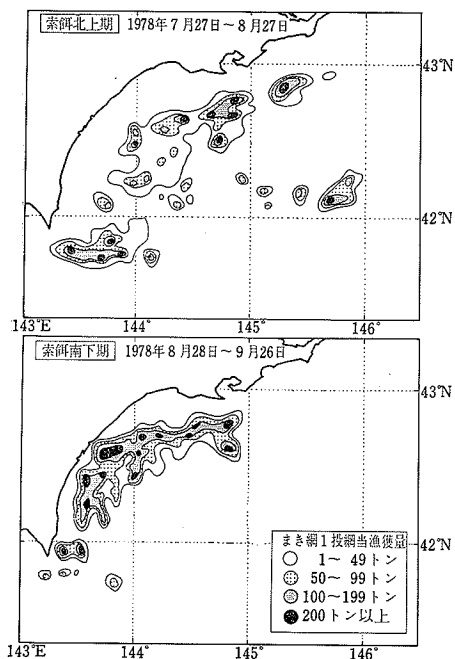 索餌北上期 1978年7月27日～8月27日
43°N
42°N
143°E 144° 145° 146°
索餌南下期 1978年8月28日～9月26日
43°N
42°N
まき網1投網当漁獲量
1～ 49トン
50～ 99トン
100～199トン
200トン以上
143°E 144° 145° 146°